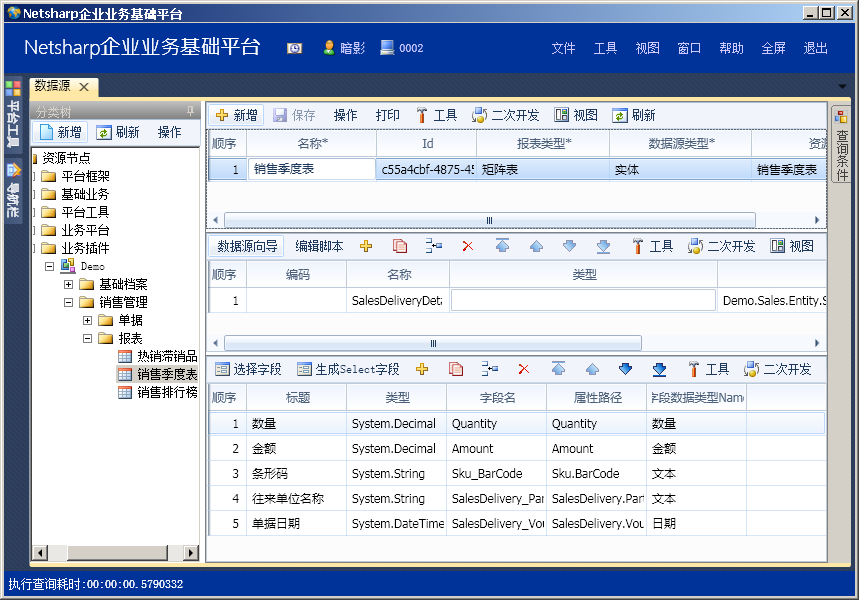 Netsharp企业业务基础平台
Netsharp企业业务基础平台 暗影 0002 文件 工具 视图 窗口 帮助 全屏 退出
平台工具
导航栏
数据源
分类树
新增 刷新 操作
资源节点
平台框架
基础业务
平台工具
业务平台
业务插件
Demo
基础档案
销售管理
单据
报表
热销滞销品
销售季度表
销售排行榜
新增 保存 操作 打印 工具 二次开发 视图 刷新
顺序 名称* Id 报表类型* 数据源类型* 资源
1 销售季度表 c55a4cbf-4875-45 矩阵表 实体 销售季度表
查询条件
数据源向导 编辑脚本 工具 二次开发 视图
顺序 编码 名称 类型
1 SalesDeliveryDeta Demo.Sales.Entity.S
选择字段 生成Select字段 工具 二次开发
顺序 标题 类型 字段名 属性路径 字段数据类型Name
1 数量 System.Decimal Quantity Quantity 数量
2 金额 System.Decimal Amount Amount 金额
3 条形码 System.String Sku_BarCode Sku.BarCode 文本
4 往来单位名称 System.String SalesDelivery_Par SalesDelivery.Part 文本
5 单据日期 System.DateTime SalesDelivery_Vou SalesDelivery.Vou 日期
执行查询耗时:00:00:00.5790332